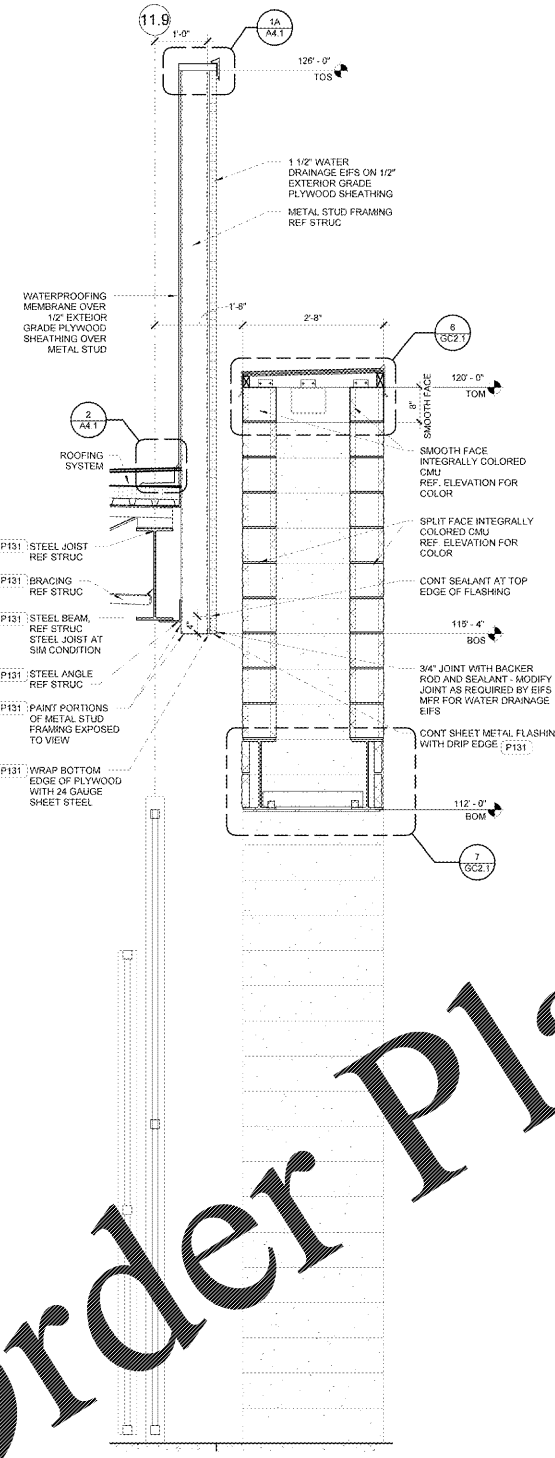 11.9
1A
A4.1
1'-0"
126' - 0"
TOS
1 1/2" WATER
DRAINAGE EIFS ON 1/2"
EXTERIOR GRADE
PLYWOOD SHEATHING
METAL STUD FRAMING
REF STRUC
WATERPROOFING
MEMBRANE OVER
1/2" EXTEIOR
GRADE PLYWOOD
SHEATHING OVER
METAL STUD
1'-6"
2'-8"
6
GC2.1
120' - 0"
TOM
8"
SMOOTH FACE
2
A4.1
ROOFING
SYSTEM
SMOOTH FACE
INTEGRALLY COLORED
CMU
REF. ELEVATION FOR
COLOR
SPLIT FACE INTEGRALLY
COLORED CMU
REF. ELEVATION FOR
COLOR
P131 STEEL JOIST
REF STRUC
P131 BRACING
REF STRUC
CONT SEALANT AT TOP
EDGE OF FLASHING
P131 STEEL BEAM,
REF STRUC
STEEL JOIST AT
SIM CONDITION
115' - 4"
BOS
P131 STEEL ANGLE
REF STRUC
3/4" JOINT WITH BACKER
ROD AND SEALANT - MODIFY
JOINT AS REQUIRED BY EIFS
MFR FOR WATER DRAINAGE
EIFS
P131 PAINT PORTIONS
OF METAL STUD
FRAMING EXPOSED
TO VIEW
CONT SHEET METAL FLASHIN
WITH DRIP EDGE P131
P131 WRAP BOTTOM
EDGE OF PLYWOOD
WITH 24 GAUGE
SHEET STEEL
112' - 0"
BOM
7
GC2.1
Order Pla